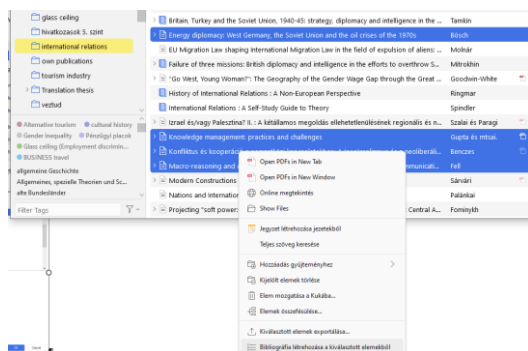 glass ceiling
hivatkozasok 5. szint
international relations
own publications
tourism industry
Translation thesis
veztud
Alternative tourism cultural history
Gender inequality Pénzügyi piacok
Glass ceiling (Employment discrimin...
BUSINESS travel
allgemeine Geschichte
Allgemeines, spezielle Theorien und Sc...
alte Bundesländer
Filter Tags
Britain, Turkey and the Soviet Union, 1940-45: strategy, diplomacy and intelligence in the ... Tamkin
Energy diplomacy: West Germany, the Soviet Union and the oil crises of the 1970s Bösch
EU Migration Law shaping international Migration Law in the field of expulsion of aliens: ... Molnár
Failure of three missions: British diplomacy and intelligence in the efforts to overthrow S... Mitrokhin
"Go West, Young Woman?": The Geography of the Gender Wage Gap through the Great ... Goodwin-White
History of International Relations : A Non-European Perspective Ringmar
International Relations : A Self-Study Guide to Theory Spindler
Izrael és/vagy Palesztina? II. : A kétállamos megoldás ellehetetlenülésének regionális és n... Szalai és Paragi
Knowledge management: practices and challenges Gupta és mtsai.
Konfliktus és kooperáció Benczes
Macro-reasoning and Fell
Modern Constructions Sárvári
Nations and Internation Palánkai
Projecting "soft power: Central A... Fominykh
Open PDFs in New Tab
Open PDFs in New Window
Online megtekintés
Show Files
Jegyzet létrehozása jezetekből
Teljes szöveg keresése
Hozzáadás gyűjteményhez
Kijelölt elemek törlése
Elem mozgatása a Kukába...
Elemek összefésülése...
Kiválasztott elemek exportálása...
Bibliográfia létrehozása a kiválasztott elemekből